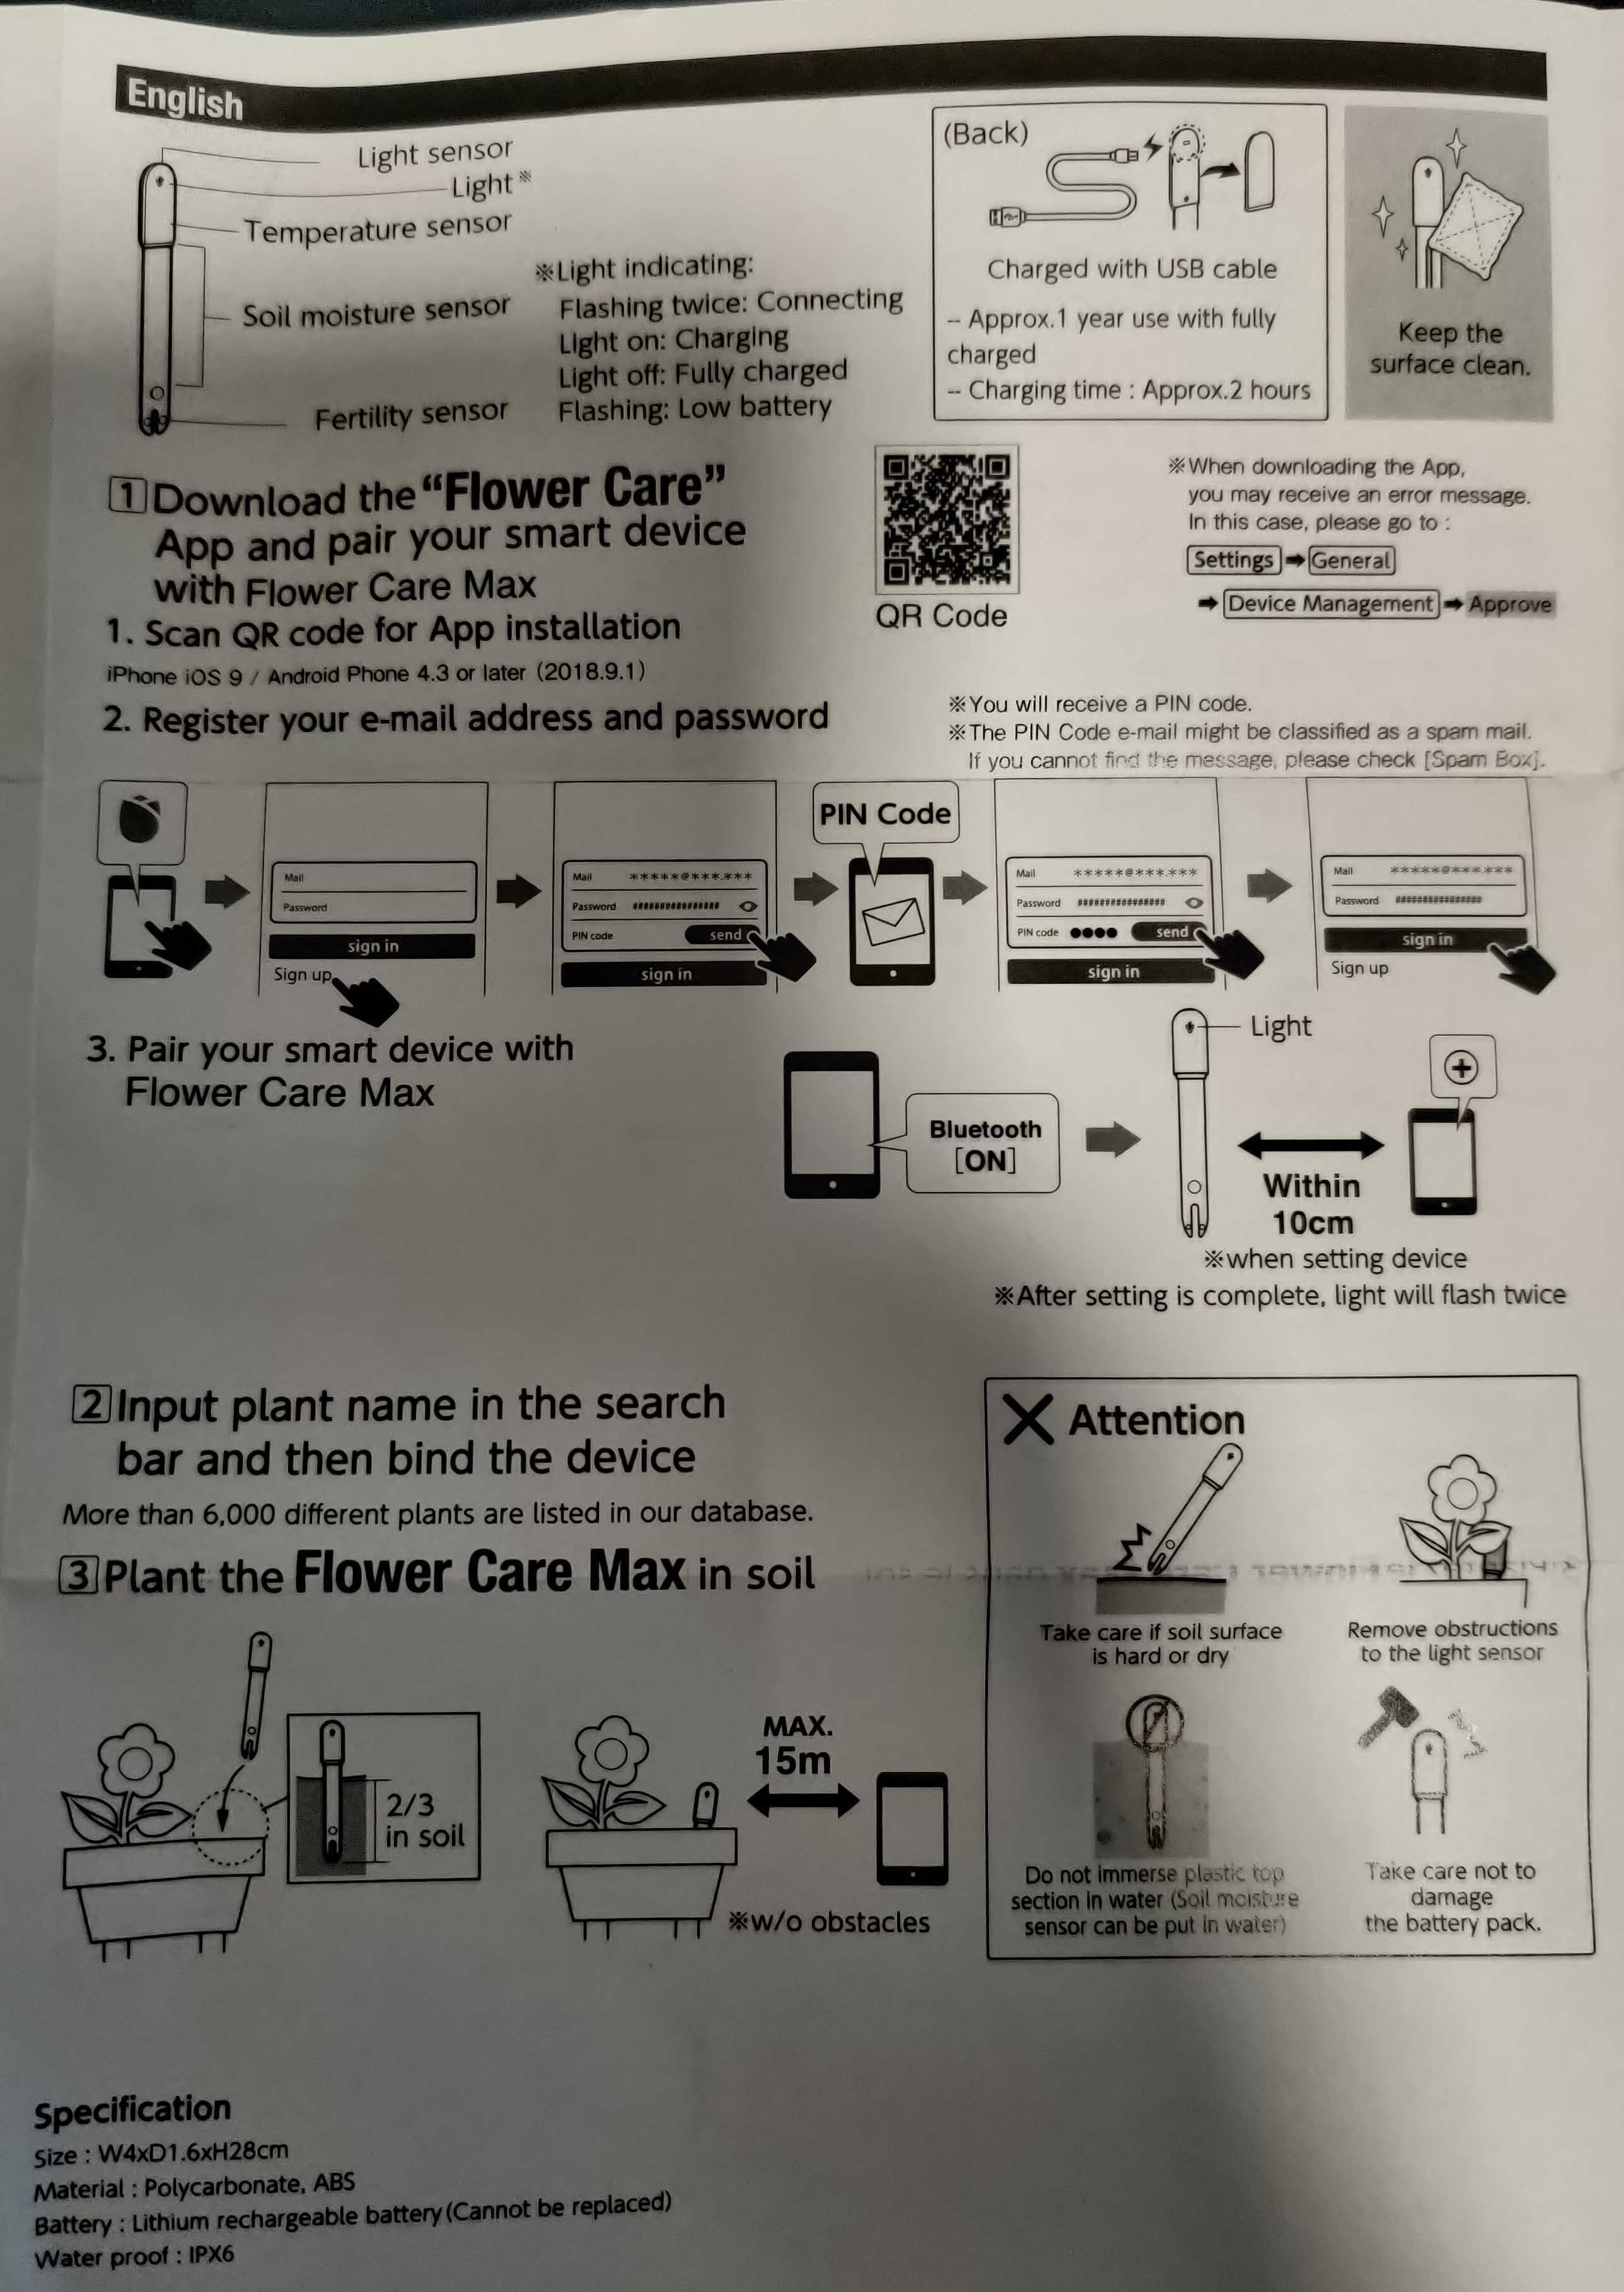 English
Light sensor
Light※
Temperature sensor
Soil moisture sensor
Fertility sensor
※Light indicating:
Flashing twice: Connecting
Light on: Charging
Light off: Fully charged
Flashing: Low battery
(Back)
Charged with USB cable
– Approx.1 year use with fully
charged
– Charging time : Approx.2 hours
Keep the
surface clean.
1 Download the “Flower Care”
App and pair your smart device
with Flower Care Max
QR Code
※When downloading the App,
you may receive an error message.
In this case, please go to :
Settings ➡ General
➡ Device Management ➡ Approve
1. Scan QR code for App installation
iPhone iOS 9 / Android Phone 4.3 or later (2018.9.1)
2. Register your e-mail address and password
※You will receive a PIN code.
※The PIN Code e-mail might be classified as a spam mail.
If you cannot find the message, please check [Spam Box].
Mail
Password
sign in
Sign up
Mail *****@***.***
Password ################
PIN code send
sign in
PIN Code
Mail *****@***.***
Password ################
PIN code ●●●● send
sign in
Mail *****@***.***
Password ################
sign in
Sign up
3. Pair your smart device with
Flower Care Max
Bluetooth
[ON]
Light
Within
10cm
※when setting device
※After setting is complete, light will flash twice
2 Input plant name in the search
bar and then bind the device
More than 6,000 different plants are listed in our database.
3 Plant the Flower Care Max in soil
2/3
in soil
MAX.
15m
※w/o obstacles
Attention
Take care if soil surface
is hard or dry
Remove obstructions
to the light sensor
Do not immerse plastic top
section in water (Soil moisture
sensor can be put in water)
Take care not to
damage
the battery pack.
Specification
Size : W4xD1.6xH28cm
Material : Polycarbonate, ABS
Battery : Lithium rechargeable battery (Cannot be replaced)
Water proof : IPX6